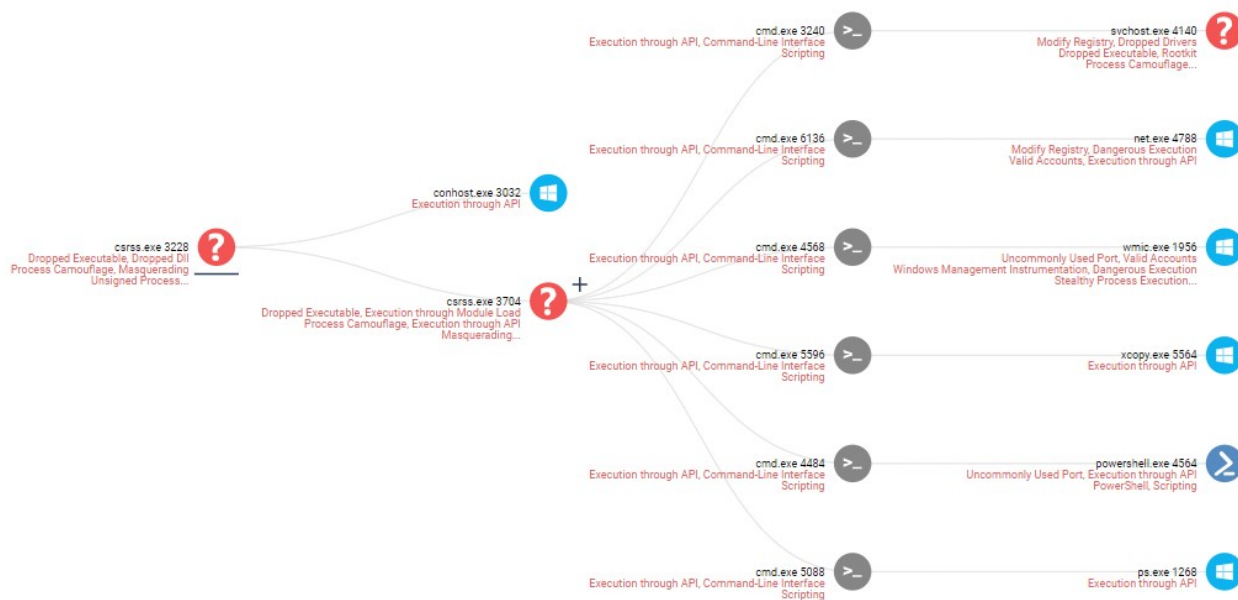 csrss.exe 3228
Dropped Executable, Dropped Dll
Process Camouflage, Masquerading
Unsigned Process...
conhost.exe 3032
Execution through API
csrss.exe 3704
Dropped Executable, Execution through Module Load
Process Camouflage, Execution through API
Masquerading...
cmd.exe 3240
Execution through API, Command-Line Interface
Scripting
svchost.exe 4140
Modify Registry, Dropped Drivers
Dropped Executable, Rootkit
Process Camouflage...
cmd.exe 6136
Execution through API, Command-Line Interface
Scripting
net.exe 4788
Modify Registry, Dangerous Execution
Valid Accounts, Execution through API
cmd.exe 4568
Execution through API, Command-Line Interface
Scripting
wmic.exe 1956
Uncommonly Used Port, Valid Accounts
Windows Management Instrumentation, Dangerous Execution
Stealthy Process Execution...
cmd.exe 5596
Execution through API, Command-Line Interface
Scripting
xcopy.exe 5564
Execution through API
cmd.exe 4484
Execution through API, Command-Line Interface
Scripting
powershell.exe 4564
Uncommonly Used Port, Execution through API
PowerShell, Scripting
cmd.exe 5088
Execution through API, Command-Line Interface
Scripting
ps.exe 1268
Execution through API